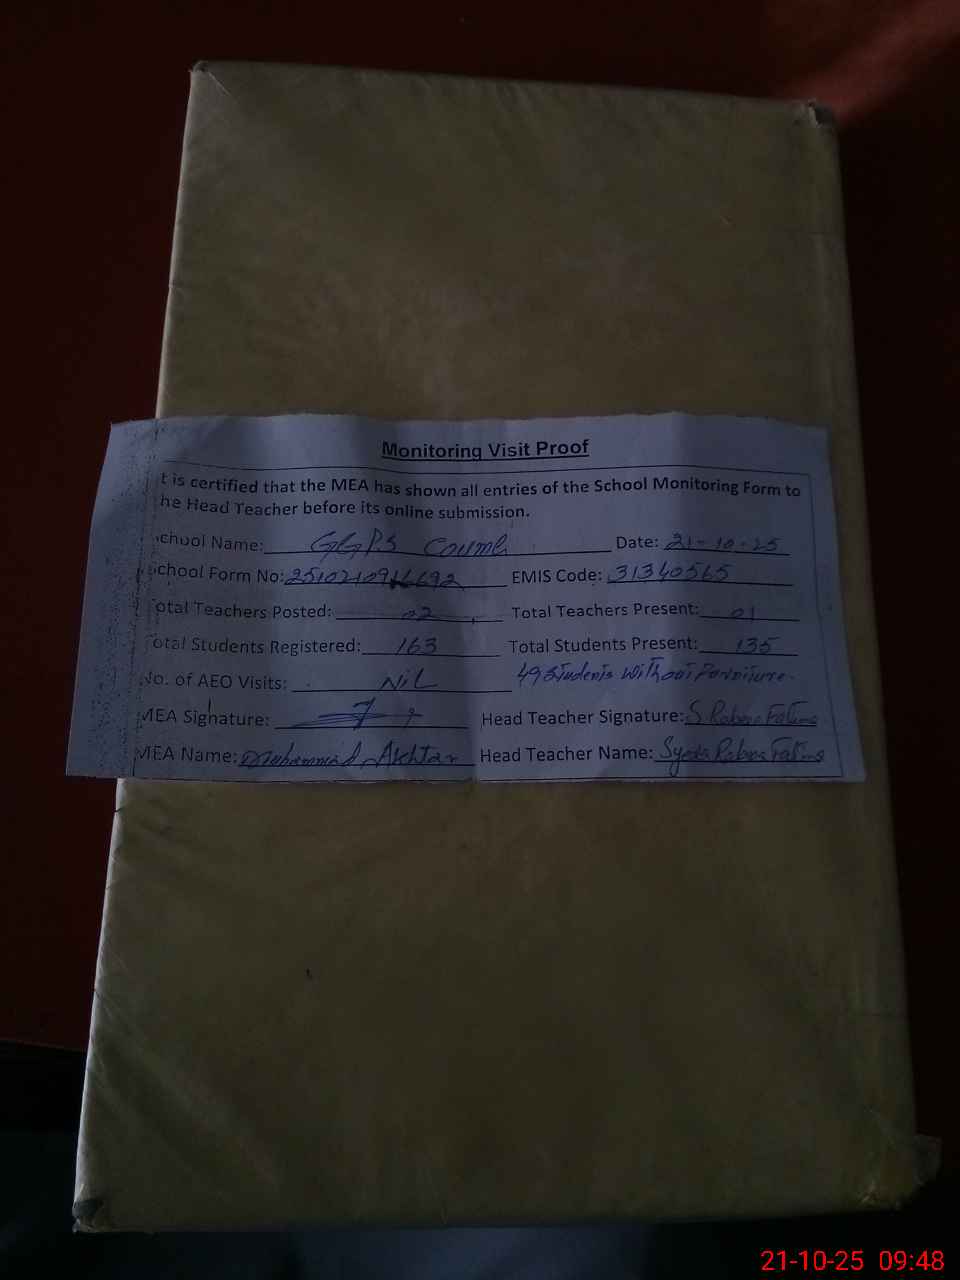 Monitoring Visit Proof
t is certified that the MEA has shown all entries of the School Monitoring Form to
he Head Teacher before its online submission.
chool Name: GGPS Date: 21-10-25
chool Form No: EMIS Code: 31340565
otal Teachers Posted: 02 Total Teachers Present: 01
otal Students Registered: 163 Total Students Present: 135
No. of AEO Visits: NiL 49 Students without Furniture.
MEA Signature: Head Teacher Signature: S Fatima
MEA Name: Muhammad Akhtar Head Teacher Name: Syeda Fatima
21-10-25 09:48